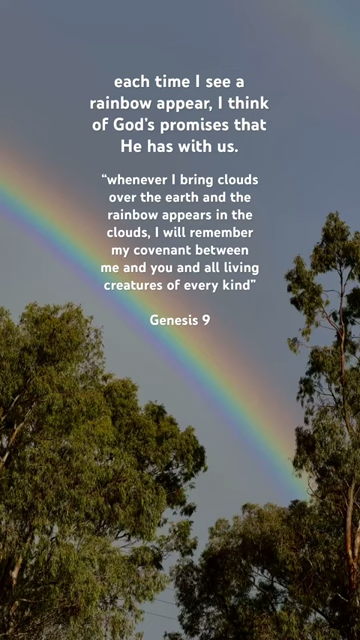 each time I see a
rainbow appear, I think
of God's promises that
He has with us.
“whenever I bring clouds
over the earth and the
rainbow appears in the
clouds, I will remember
my covenant between
me and you and all living
creatures of every kind”
Genesis 9